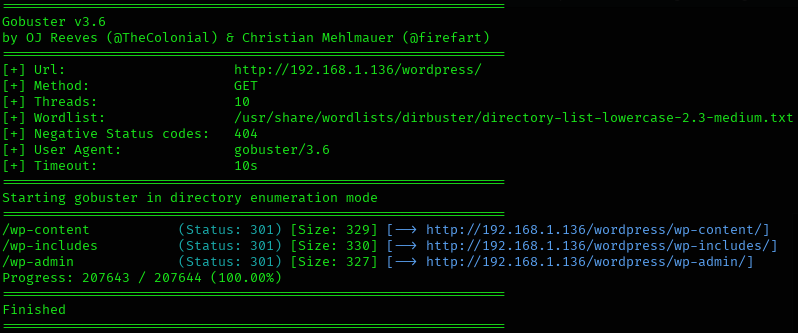 ===============================================================
Gobuster v3.6
by OJ Reeves (@TheColonial) & Christian Mehlmauer (@firefart)
===============================================================
[+] Url:                     http://192.168.1.136/wordpress/
[+] Method:                  GET
[+] Threads:                 10
[+] Wordlist:                /usr/share/wordlists/dirbuster/directory-list-lowercase-2.3-medium.txt
[+] Negative Status codes:   404
[+] User Agent:              gobuster/3.6
[+] Timeout:                 10s
===============================================================
Starting gobuster in directory enumeration mode
===============================================================
/wp-content           (Status: 301) [Size: 329] [--> http://192.168.1.136/wordpress/wp-content/]
/wp-includes          (Status: 301) [Size: 330] [--> http://192.168.1.136/wordpress/wp-includes/]
/wp-admin             (Status: 301) [Size: 327] [--> http://192.168.1.136/wordpress/wp-admin/]
Progress: 207643 / 207644 (100.00%)
===============================================================
Finished
===============================================================